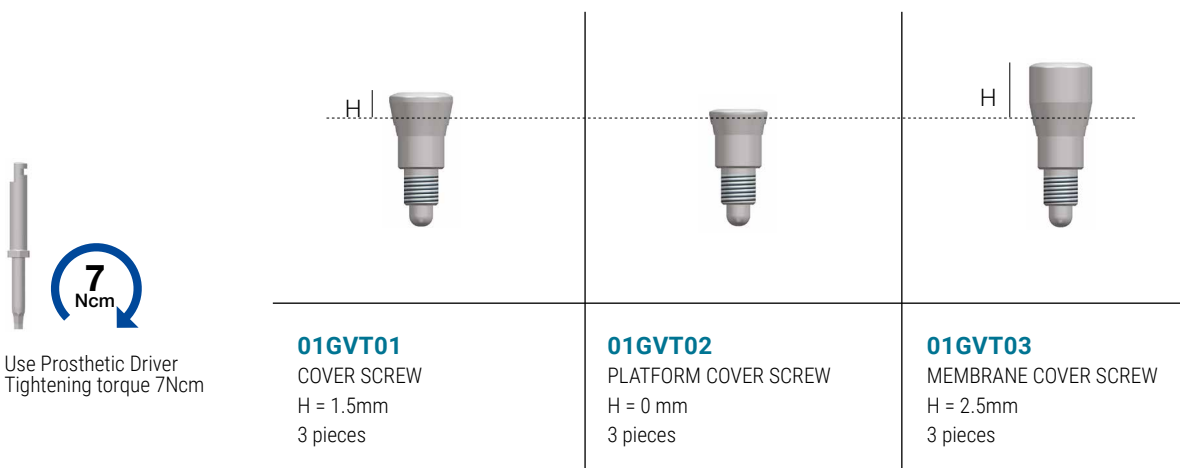 H
H
7
Ncm
Use Prosthetic Driver
Tightening torque 7Ncm
01GVT01
COVER SCREW
H = 1.5mm
3 pieces
01GVT02
PLATFORM COVER SCREW
H = 0 mm
3 pieces
01GVT03
MEMBRANE COVER SCREW
H = 2.5mm
3 pieces